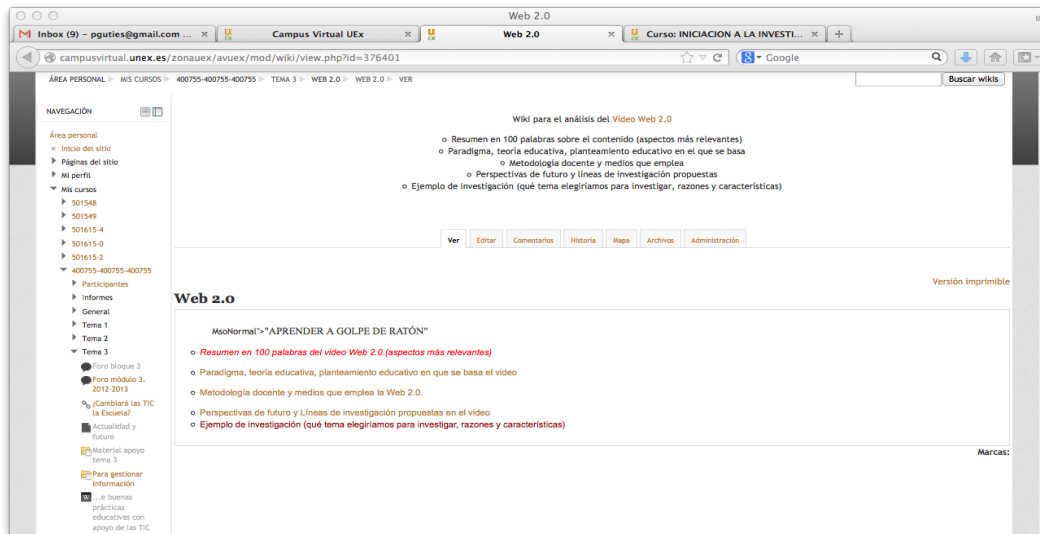 Web 2.0
Inbox (9) - pguties@gmail.com ...
Campus Virtual UEx
Web 2.0
Curso: INICIACION A LA INVESTI...
campusvirtual.unex.es/zonauex/avuex/mod/wiki/view.php?id=376401
Google
ÁREA PERSONAL ▶ MIS CURSOS ▶ 400755-400755-400755 ▶ TEMA 3 ▶ WEB 2.0 ▶ WEB 2.0 ▶ VER
Buscar wikis
NAVEGACIÓN
Área personal
Inicio del sitio
Páginas del sitio
Mi perfil
Mis cursos
501548
501549
501615-4
501615-0
501615-2
400755-400755-400755
Participantes
Informes
General
Tema 1
Tema 2
Tema 3
Foro bloque 3
Foro módulo 3.
2012-2013
¿Cambiará las TIC
la Escuela?
Actualidad y
futuro
Material apoyo
tema 3
Para gestionar
información
...e buenas
prácticas
educativas con
apoyo de las TIC
Wiki para el análisis del Vídeo Web 2.0
Resumen en 100 palabras sobre el contenido (aspectos más relevantes)
Paradigma, teoría educativa, planteamiento educativo en el que se basa
Metodología docente y medios que emplea
Perspectivas de futuro y líneas de investigación propuestas
Ejemplo de investigación (qué tema elegiríamos para investigar, razones y características)
Ver Editar Comentarios Historia Mapa Archivos Administración
Versión imprimible
Web 2.0
MsoNormal">"APRENDER A GOLPE DE RATÓN"
Resumen en 100 palabras del video Web 2.0.(aspectos más relevantes)
Paradigma, teoría educativa, planteamiento educativo en que se basa el video
Metodología docente y medios que emplea la Web 2.0.
Perspectivas de futuro y Líneas de investigación propuestas en el video
Ejemplo de investigación (qué tema elegiríamos para investigar, razones y características)
Marcas: